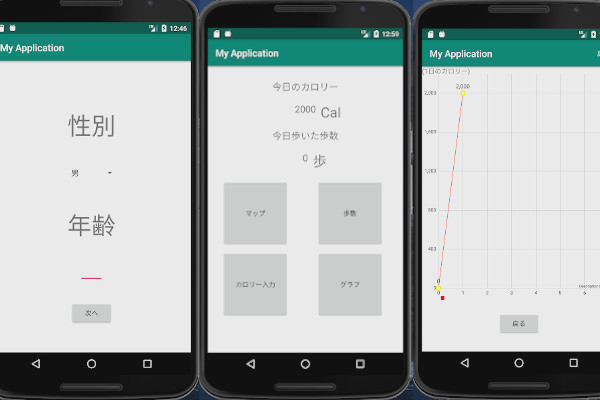 12:46
My Application
性別
男
年齢
次へ
12:59
My Application
今日のカロリー
2000 Cal
今日歩いた歩数
0 歩
マップ
歩数
カロリー入力
グラフ
My Application
(1日のカロリー)
2,000
2,000
1,600
1,200
800
400
0
0 1 2 3 4 5 6
戻る